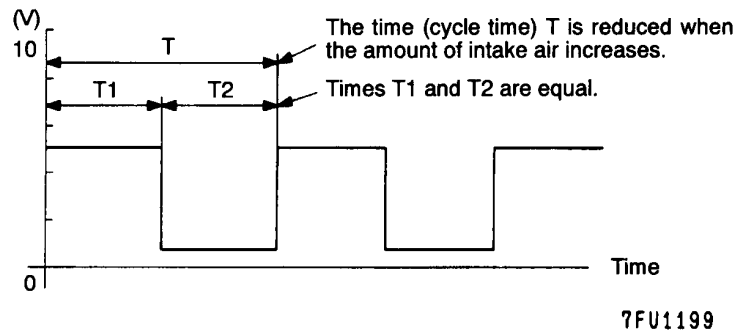 (V)
10
T
The time (cycle time) T is reduced when
the amount of intake air increases.
T1
T2
Times T1 and T2 are equal.
Time
0
7FU1199